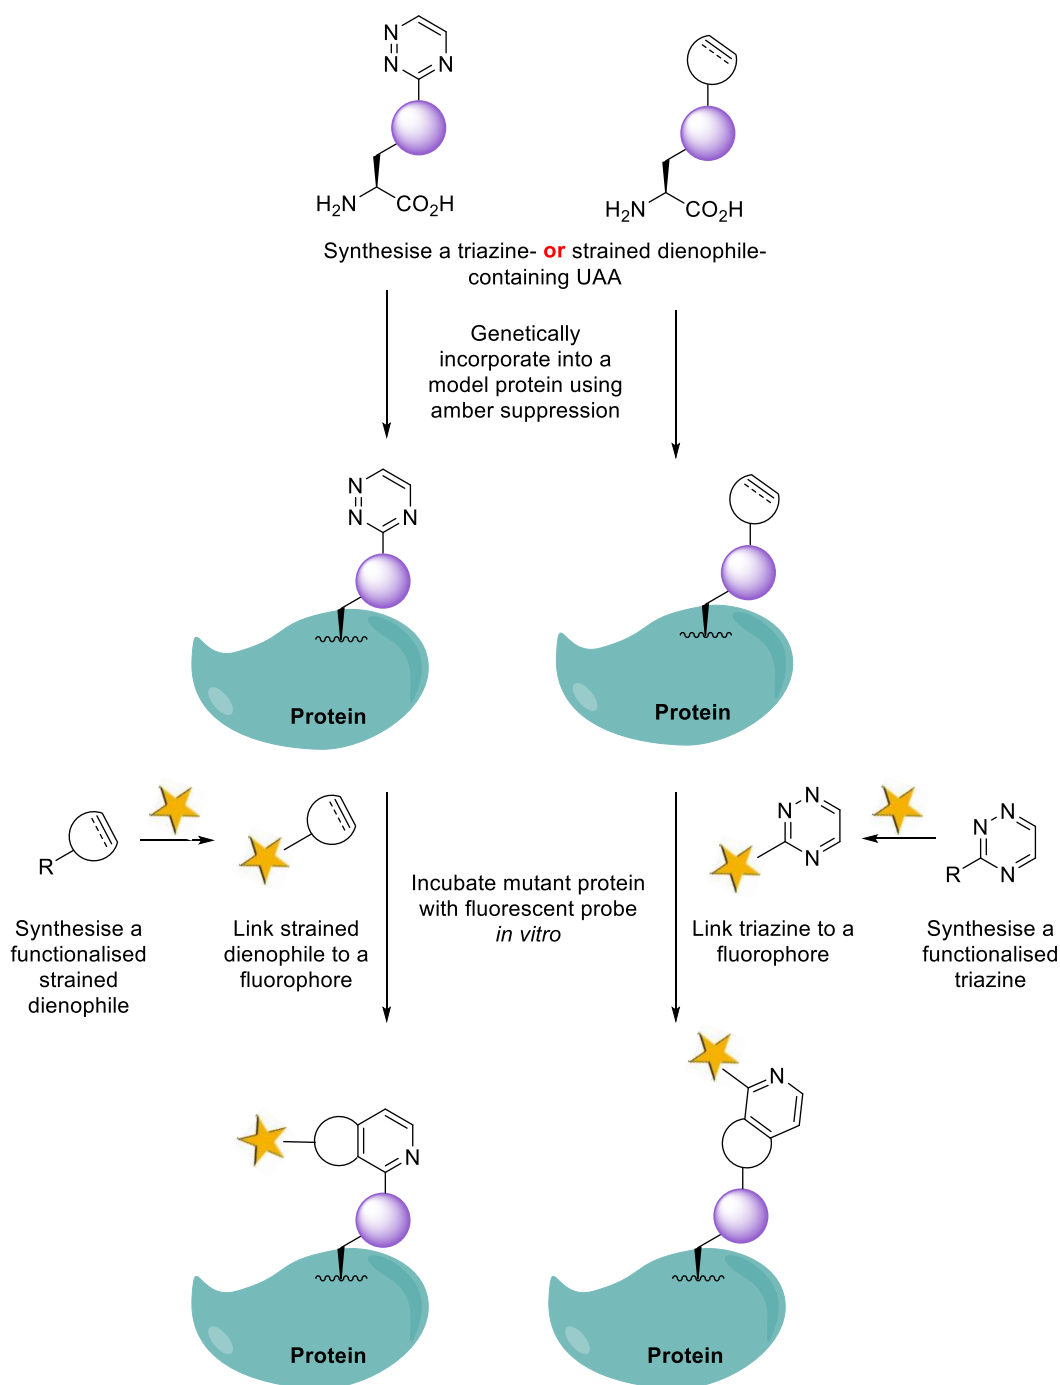 N
N
N
H₂N
CO₂H
H₂N
CO₂H
Synthesise a triazine- or strained dienophile-
containing UAA
Genetically
incorporate into a
model protein using
amber suppression
N
N
N
Protein
Protein
R
Synthesise a
functionalised
strained
dienophile
Link strained
dienophile to a
fluorophore
Incubate mutant protein
with fluorescent probe
in vitro
N
N
N
Link triazine to a
fluorophore
N
N
N
R
Synthesise a
functionalised
triazine
N
N
Protein
Protein